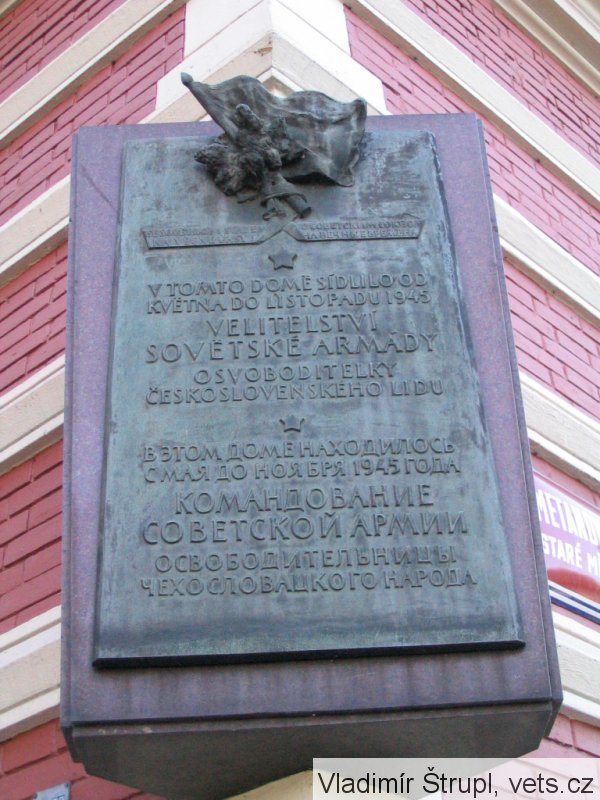 V TOMTO DOMĚ SÍDLILO OD
KVĚTNA DO LISTOPADU 1945
VELITELSTVÍ
SOVĚTSKÉ ARMÁDY
OSVOBODITELKY
ČESKOSLOVENSKÉHO LIDU
В ЭТОМ ДОМЕ НАХОДИЛОСЬ
С МАЯ ДО НОЯБРЯ 1945 ГОДА
КОМАНДОВАНИЕ
СОВЕТСКОЙ АРМИИ
ОСВОБОДИТЕЛЬНИЦЫ
ЧЕХОСЛОВАЦКОГО НАРОДА
STARÉ
Vladimír Štrupl, vets.cz